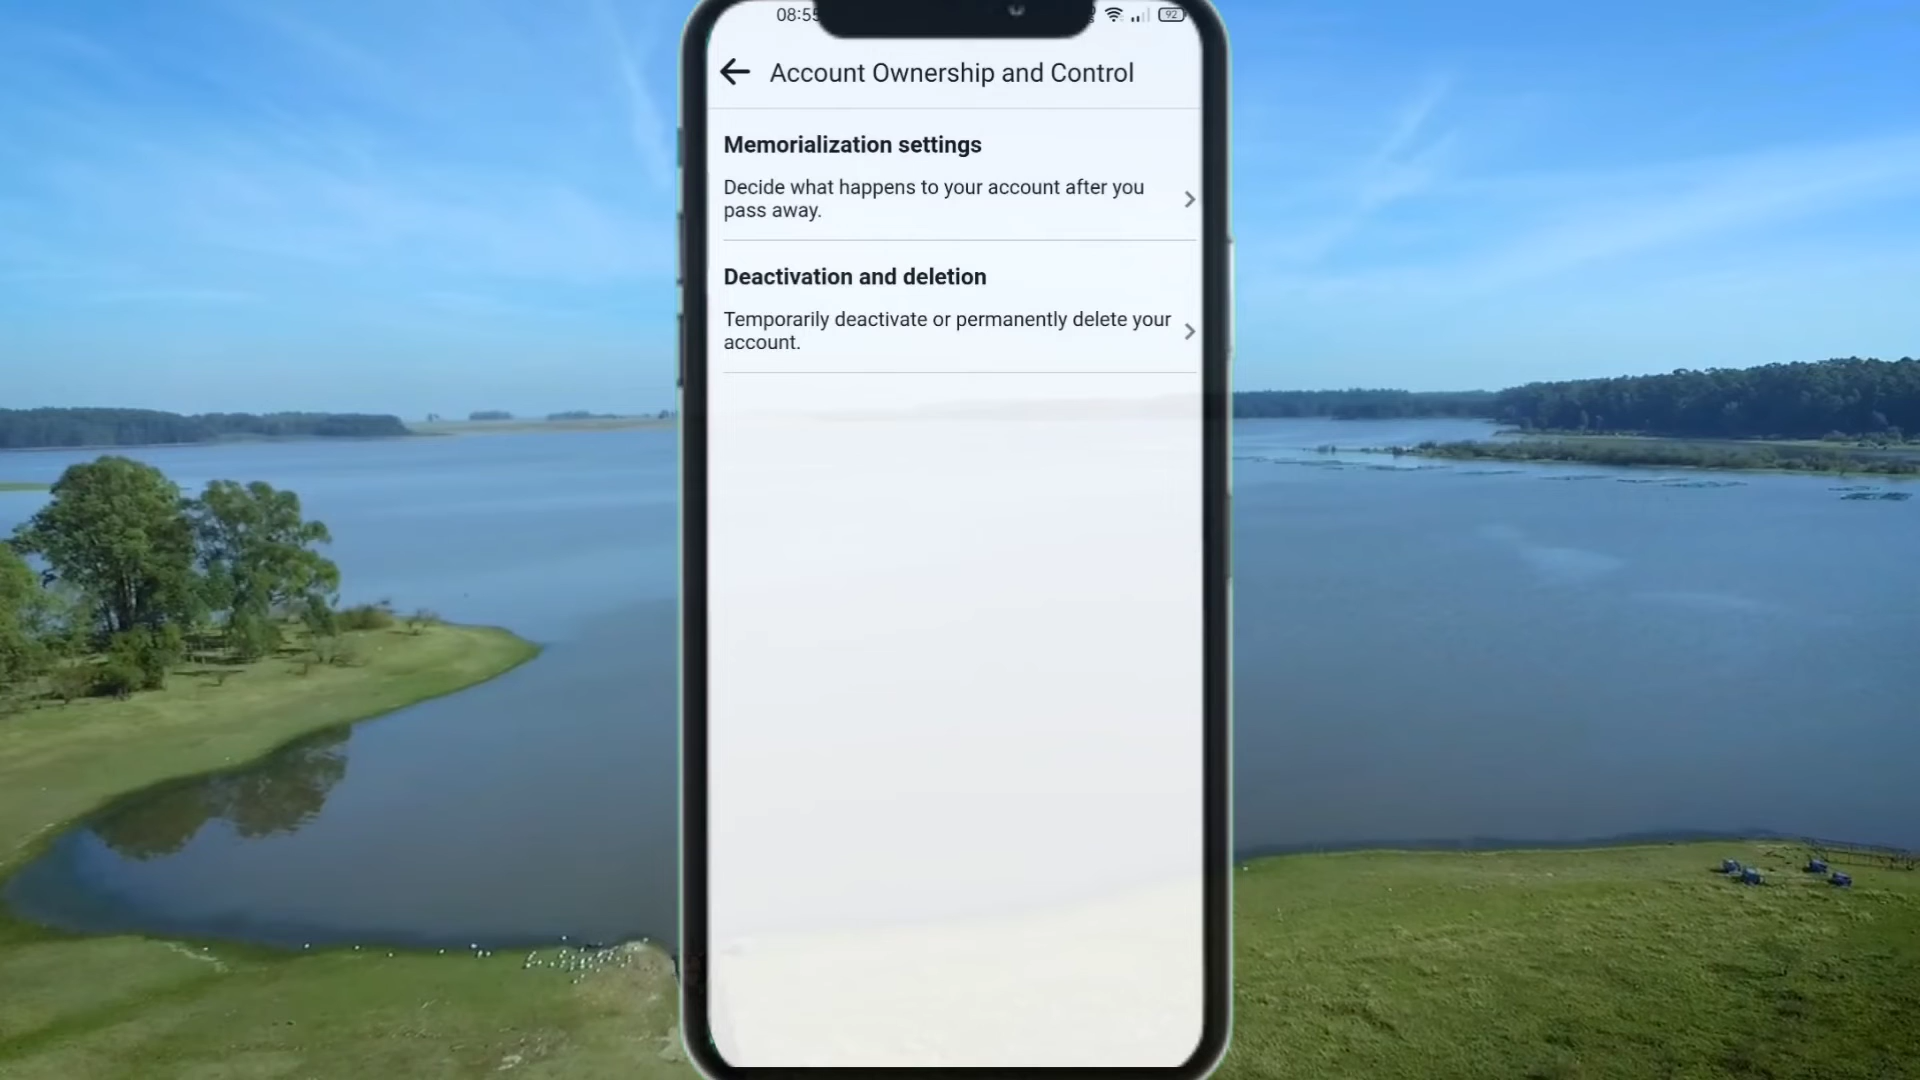 08:55
92
Account Ownership and Control
Memorialization settings
Decide what happens to your account after you
pass away.
Deactivation and deletion
Temporarily deactivate or permanently delete your
account.